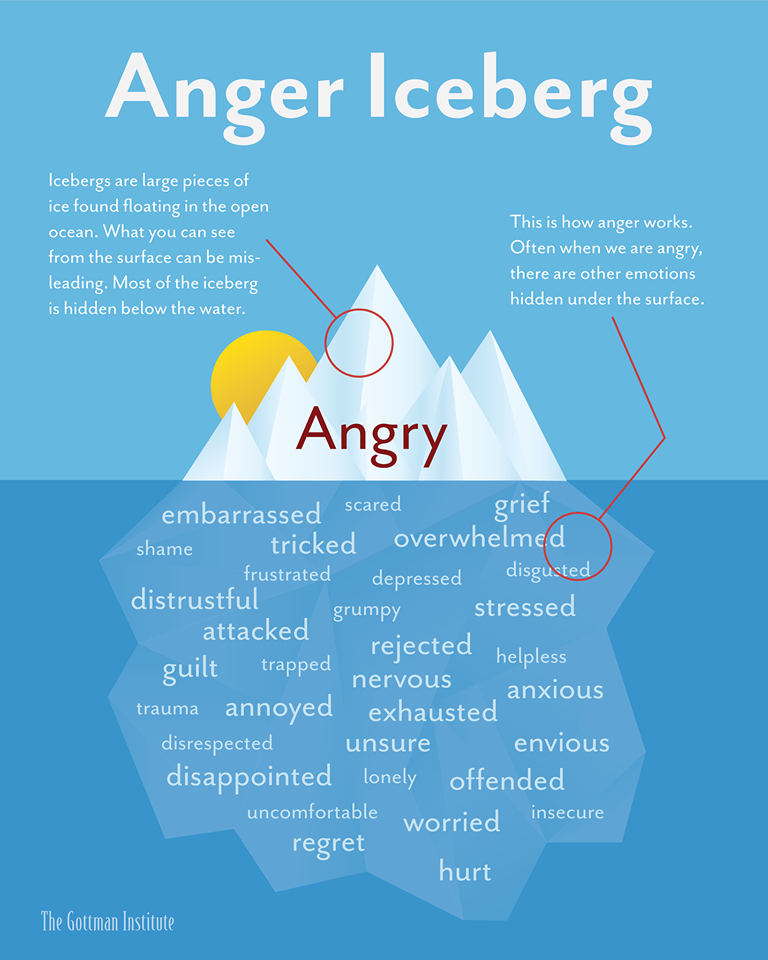 Anger Iceberg
Icebergs are large pieces of
ice found floating in the open
ocean. What you can see
from the surface can be mis-
leading. Most of the iceberg
is hidden below the water.
This is how anger works.
Often when we are angry,
there are other emotions
hidden under the surface.
Angry
embarrassed scared grief
shame tricked overwhelmed
frustrated depressed disgusted
distrustful grumpy stressed
attacked rejected helpless
guilt trapped nervous anxious
trauma annoyed exhausted
disrespected unsure envious
disappointed lonely offended
uncomfortable worried insecure
regret
hurt
The Gottman Institute